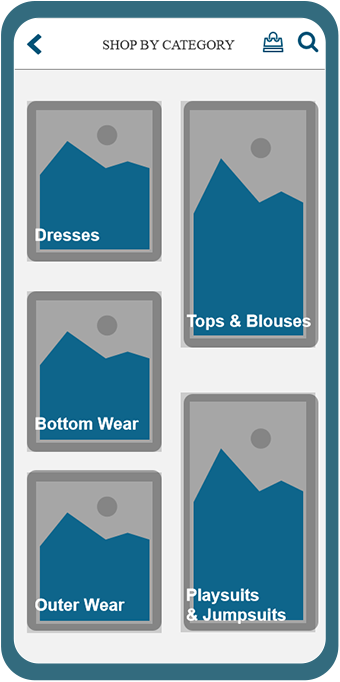 SHOP BY CATEGORY
Dresses
Tops & Blouses
Bottom Wear
Outer Wear
Playsuits
& Jumpsuits